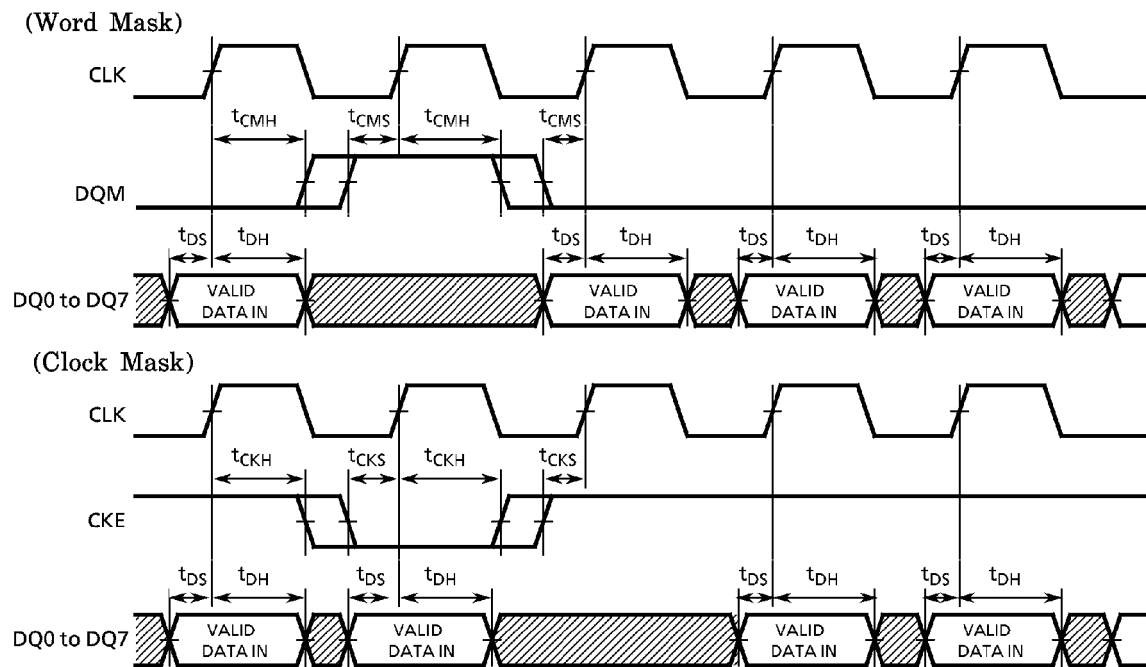 (Word Mask)
CLK
tCMH tCMS tCMH tCMS
DQM
tDS tDH tDS tDH tDS tDH tDS tDH
DQ0 to DQ7
VALID DATA IN
VALID DATA IN
VALID DATA IN
VALID DATA IN
(Clock Mask)
CLK
tCKH tCKS tCKH tCKS
CKE
tDS tDH tDS tDH tDS tDH tDS tDH
DQ0 to DQ7
VALID DATA IN
VALID DATA IN
VALID DATA IN
VALID DATA IN